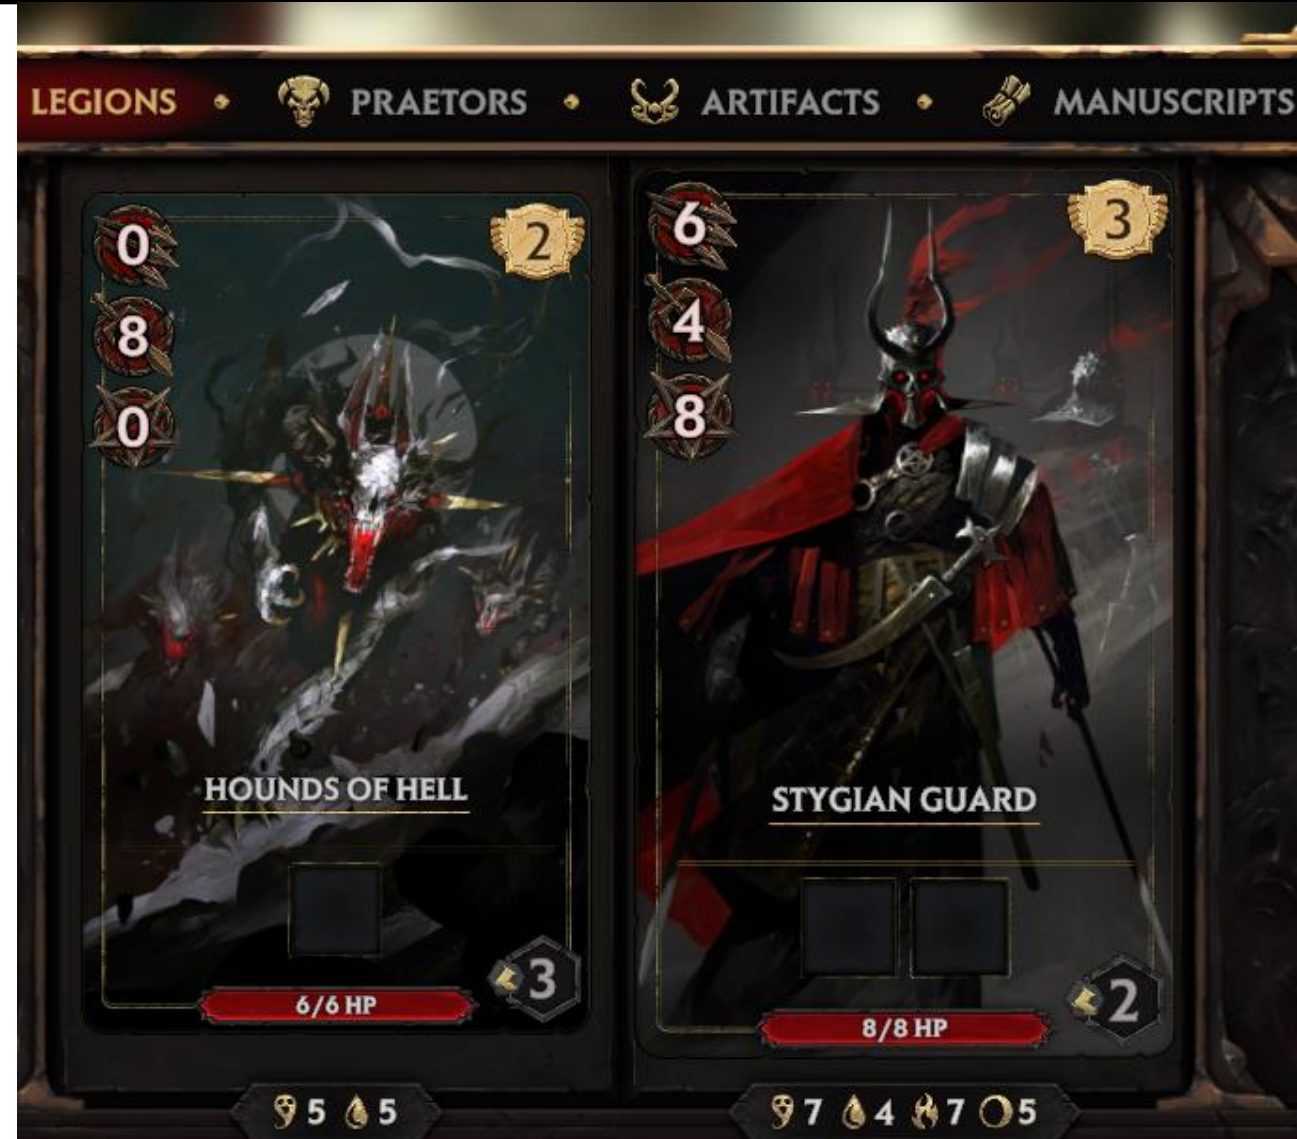 LEGIONS PRAETORS ARTIFACTS MANUSCRIPTS
0
2
8
0
HOUNDS OF HELL
3
6/6 HP
5 5
6
3
4
8
STYGIAN GUARD
2
8/8 HP
7 4 7 5